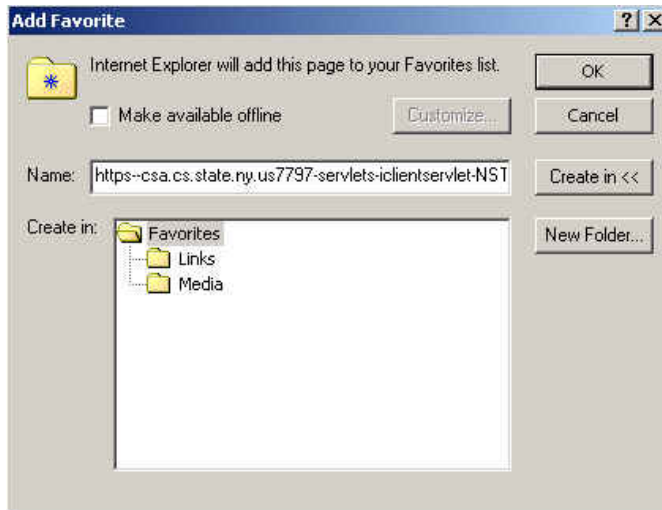 Add Favorite
Internet Explorer will add this page to your Favorites list.
OK
Make available offline
Customize...
Cancel
Name: https--csa.cs.state.ny.us7797-servlets-iclientservlet-NST
Create in <<
Create in:
Favorites
New Folder...
Links
Media